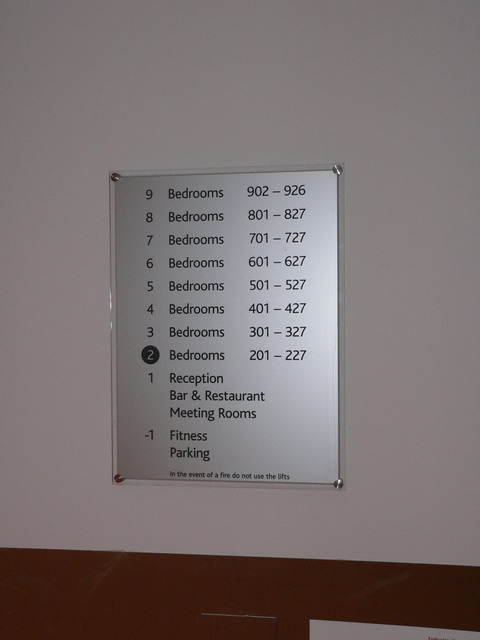 9 Bedrooms 902 – 926
8 Bedrooms 801 – 827
7 Bedrooms 701 – 727
6 Bedrooms 601 – 627
5 Bedrooms 501 – 527
4 Bedrooms 401 – 427
3 Bedrooms 301 – 327
2 Bedrooms 201 – 227
1 Reception
Bar & Restaurant
Meeting Rooms
-1 Fitness
Parking
In the event of a fire do not use the lifts